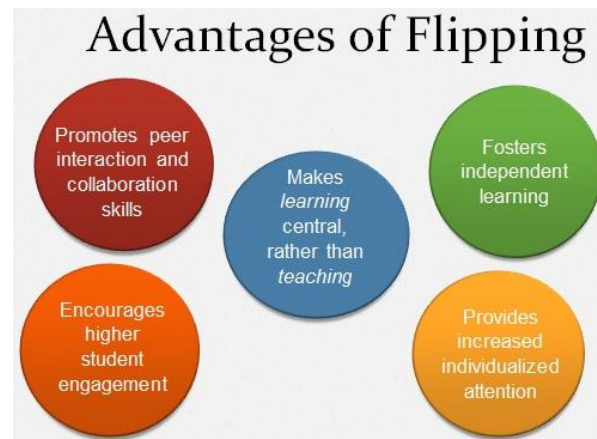 Advantages of Flipping
Promotes peer
interaction and
collaboration
skills
Makes
learning
central,
rather than
teaching
Fosters
independent
learning
Encourages
higher
student
engagement
Provides
increased
individualized
attention